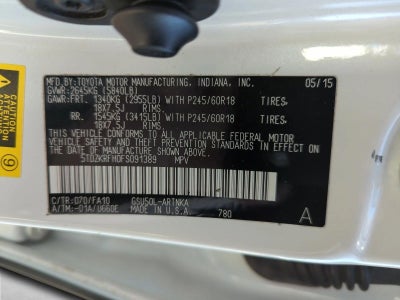 MFD.BY:TOYOTA MOTOR MANUFACTURING, INDIANA, INC. 05/15
GVWR:2645KG (5840LB)
GAWR:FRT. 1340KG (2955LB) WITH P245/60R18 TIRES,
18X7.5J RIMS,
RR. 1545KG (3415LB) WITH P245/60R18 TIRES,
18X7.5J RIMS,
THIS VEHICLE CONFORMS TO ALL APPLICABLE FEDERAL MOTOR
VEHICLE SAFETY AND THEFT PREVENTION STANDARDS IN EFFECT
ON THE DATE OF MANUFACTURE SHOWN ABOVE.
5TDZKRFH0FS091389 MPV
C/TR:070/FA10 GSU50L-ARTNKA
A/TM:-01A/U660E MADE IN U.S.A.
780
A
CAUTION
9